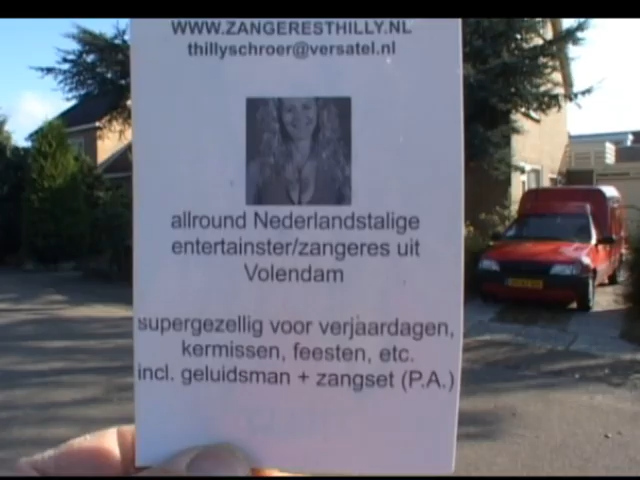 WWW.ZANGERESTHILLY.NL
thillyschroer@versatel.nl
allround Nederlandstalige
entertainster/zangeres uit
Volendam
supergezellig voor verjaardagen,
kermissen, feesten, etc.
incl. geluidsman + zangset (P.A.)